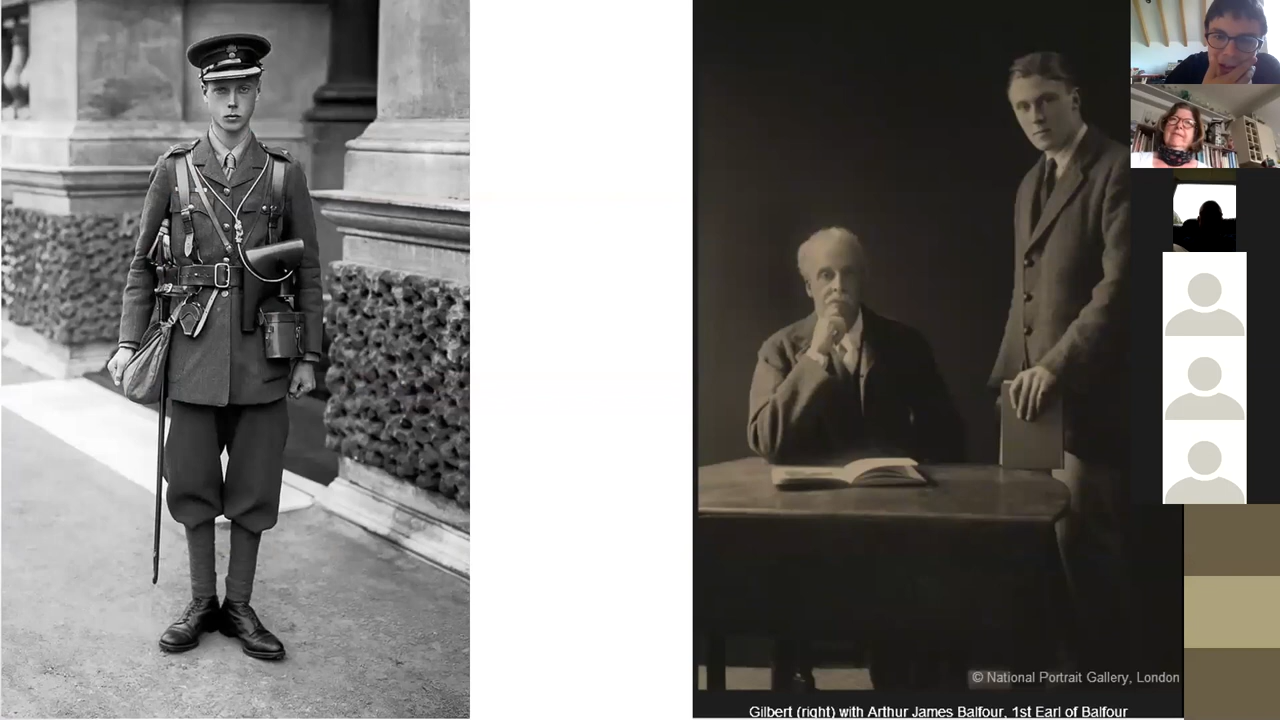 © National Portrait Gallery, London
Gilbert (right) with Arthur James Balfour, 1st Earl of Balfour